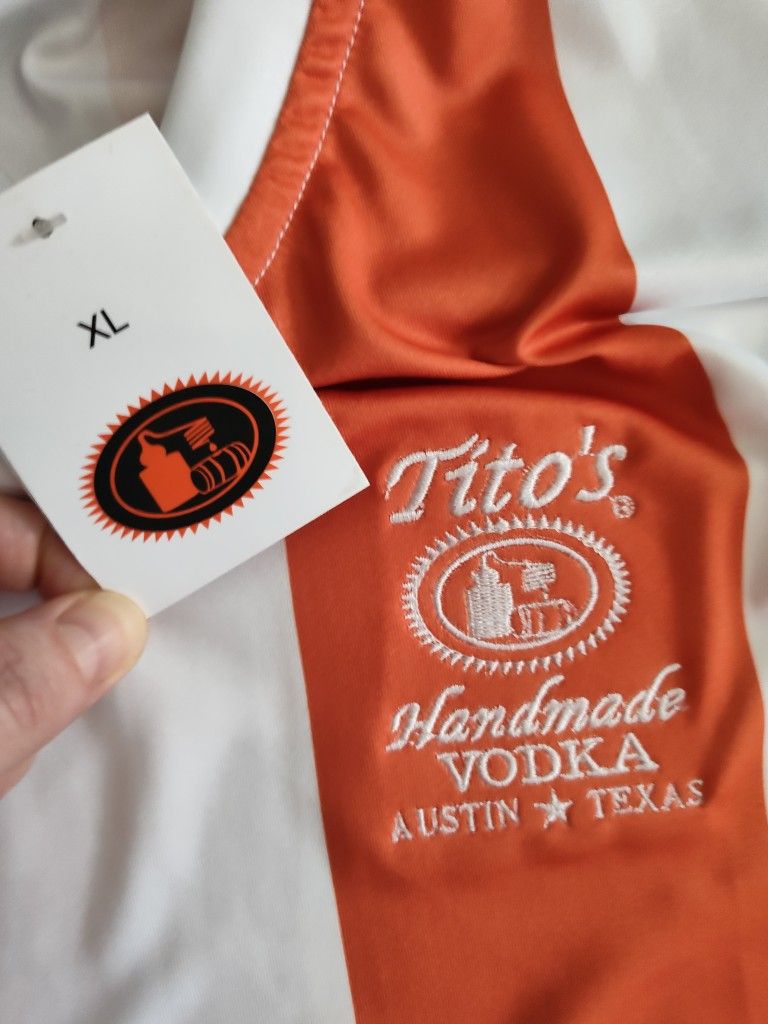 XL
Tito's®
Handmade
VODKA
AUSTIN ★ TEXAS